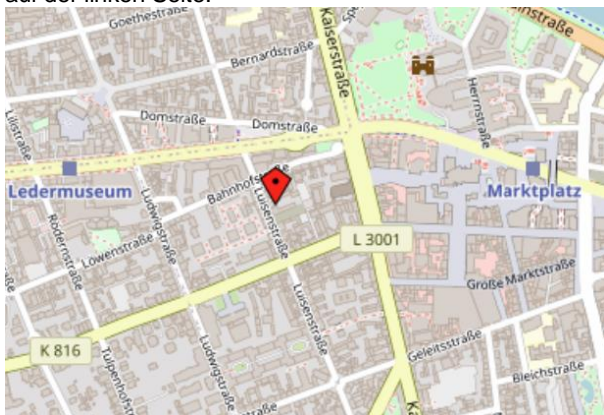 auf der linken Seite.
Goethestraße
Bernardstraße
Kaiserstraße
Herrnstraße
Domstraße
Domstraße
Lilistraße
Ledermuseum
Marktplatz
Bahnhofstraße
Ludwigstraße
Luisenstraße
Rödernstraße
Löwenstraße
L 3001
Große Marktstraße
Luisenstraße
K 816
Ludwigstraße
Tulpenhofstraße
Geleitsstraße
Bleichstraße